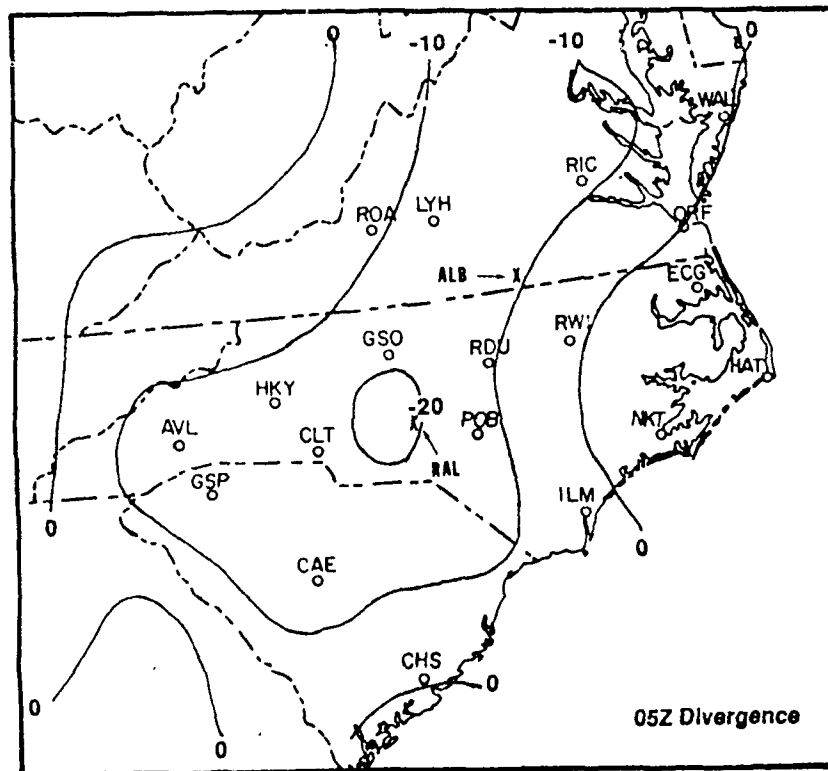 0
-10
-10
0
WAL
RIC
ROA
LYH
ORF
ALB
X
ECG
GSO
RDU
RWI
HKY
HAT
-20
X
AVL
CLT
POB
NKT
RAL
GSP
ILM
0
0
CAE
CHS
0
0
0
05Z Divergence